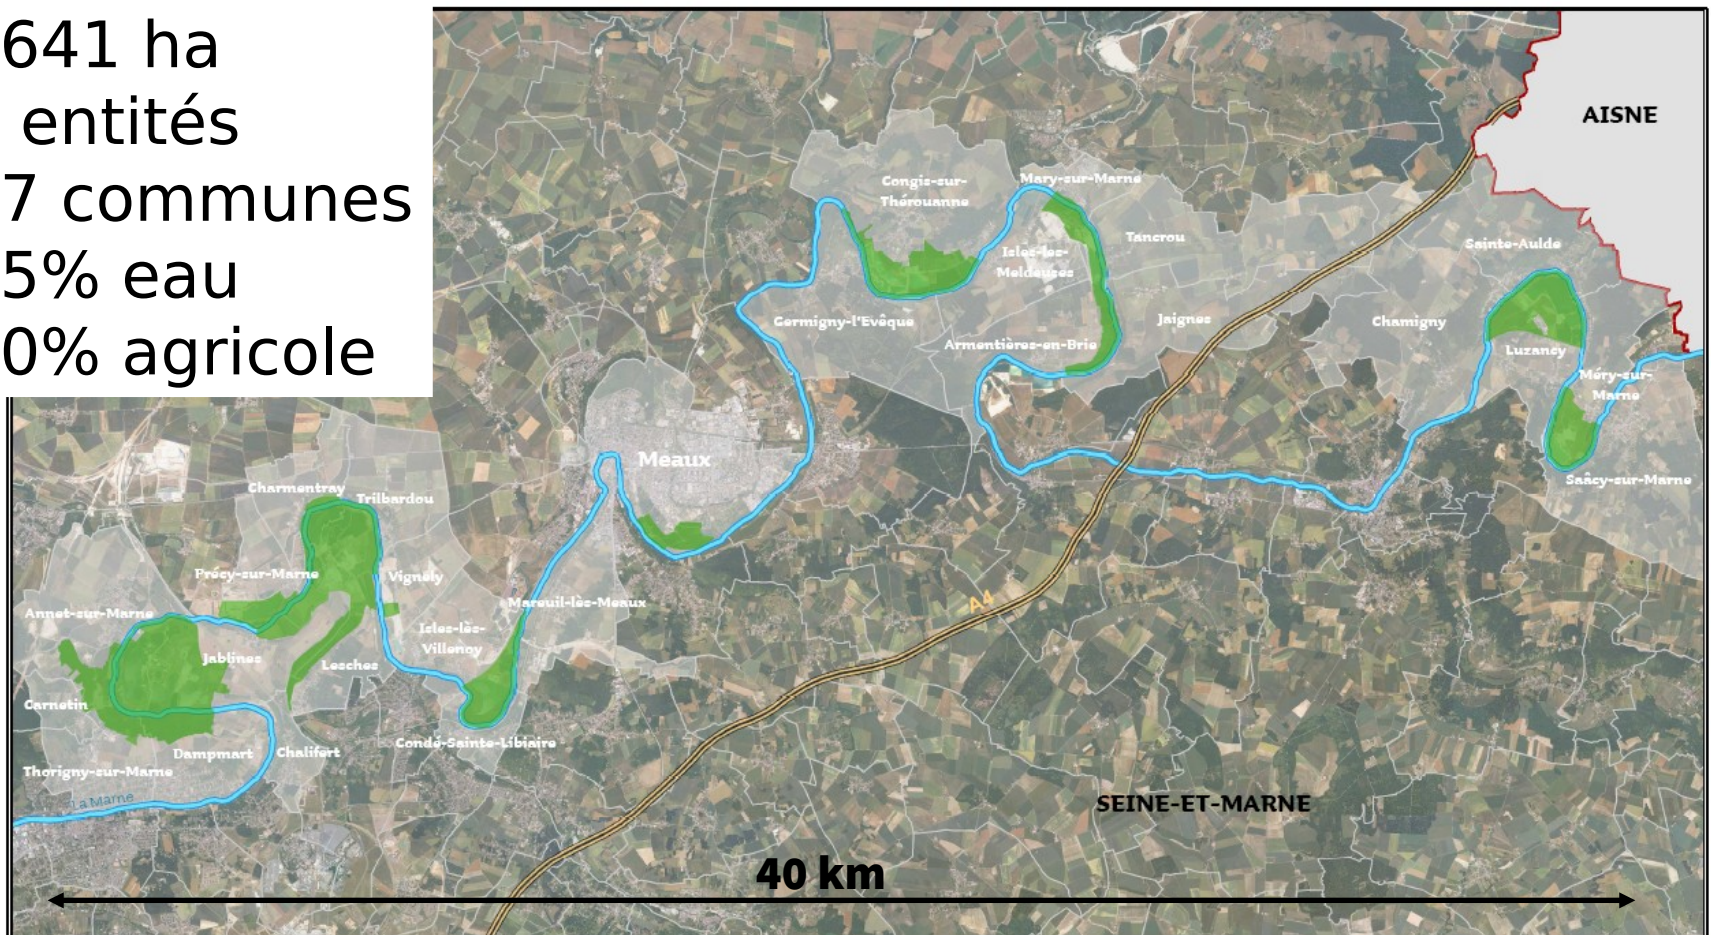 641 ha
entités
7 communes
5% eau
0% agricole
AISNE
Congis-sur-
Thérouanne
Mary-sur-Marne
Isles-les-
Meldeuses
Tancrou
Sainte-Aulde
Germigny-l'Evêque
Armentières-en-Brie
Jaignes
Chamigny
Luzancy
Méry-sur-
Marne
Saâcy-sur-Marne
Meaux
Charmentray
Trilbardou
Précy-sur-Marne
Vignely
Annet-sur-Marne
Isles-lès-
Villenoy
Mareuil-lès-Meaux
Jablines
Lesches
Carnetin
Dampmart
Chalifert
Condé-Sainte-Libiaire
Thorigny-sur-Marne
La Marne
A4
SEINE-ET-MARNE
40 km